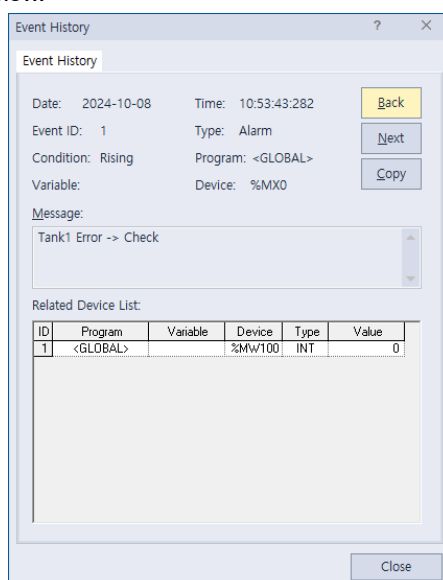 Event History ? ×
Event History
Date: 2024-10-08 Time: 10:53:43:282 Back
Event ID: 1 Type: Alarm Next
Condition: Rising Program: <GLOBAL>
Variable: Device: %MX0 Copy
Message:
Tank1 Error -> Check
Related Device List:
ID Program Variable Device Type Value
1 <GLOBAL> %MW100 INT 0
Close